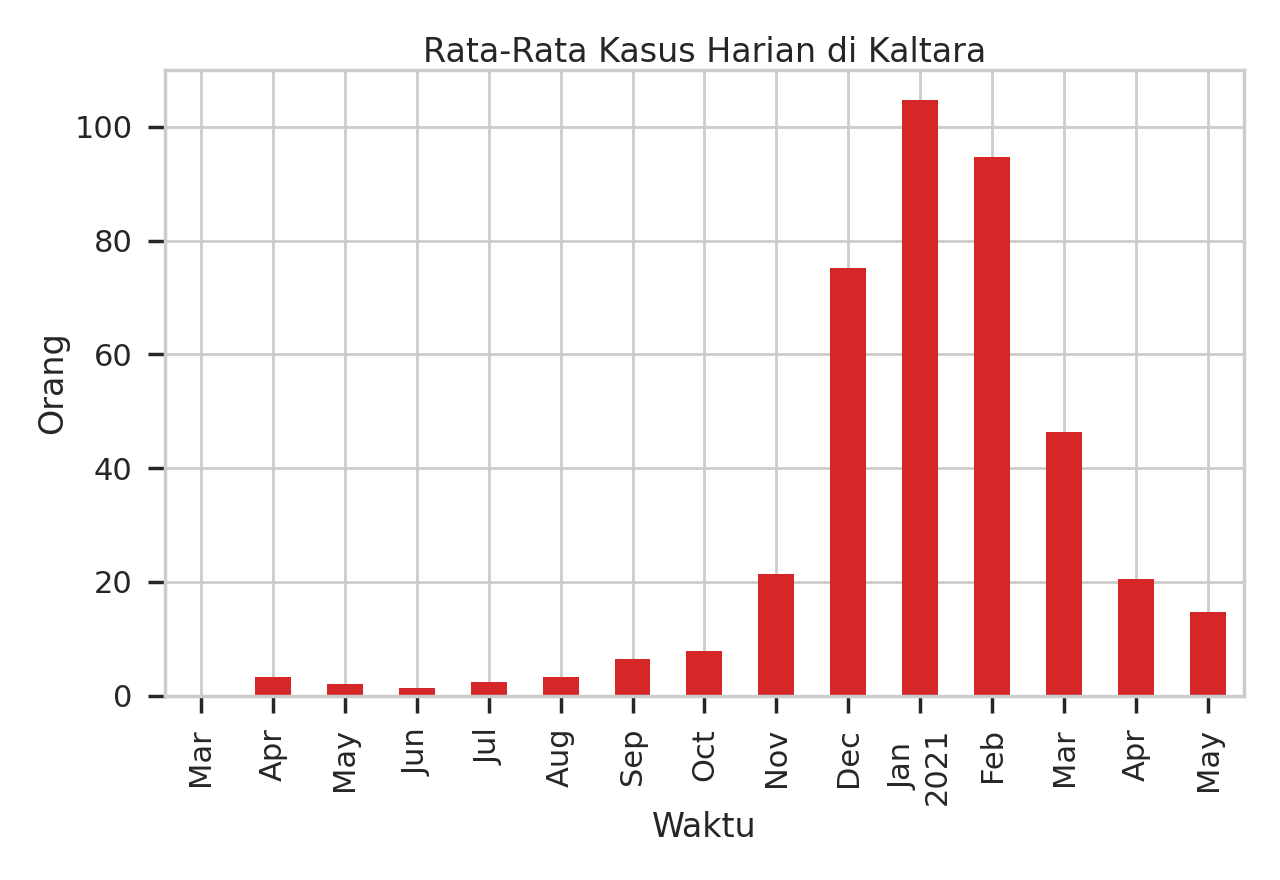 Rata-Rata Kasus Harian di Kaltara
100
80
60
40
20
0
Orang
Mar
Apr
May
Jun
Jul
Aug
Sep
Oct
Nov
Dec
Jan
2021
Feb
Mar
Apr
May
Waktu